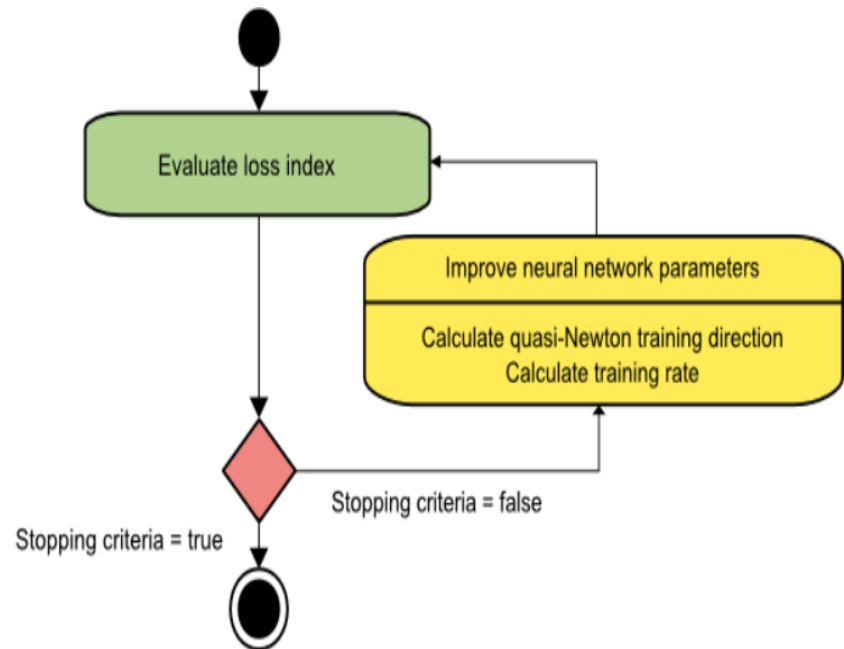 Evaluate loss index
Improve neural network parameters
Calculate quasi-Newton training direction
Calculate training rate
Stopping criteria = false
Stopping criteria = true